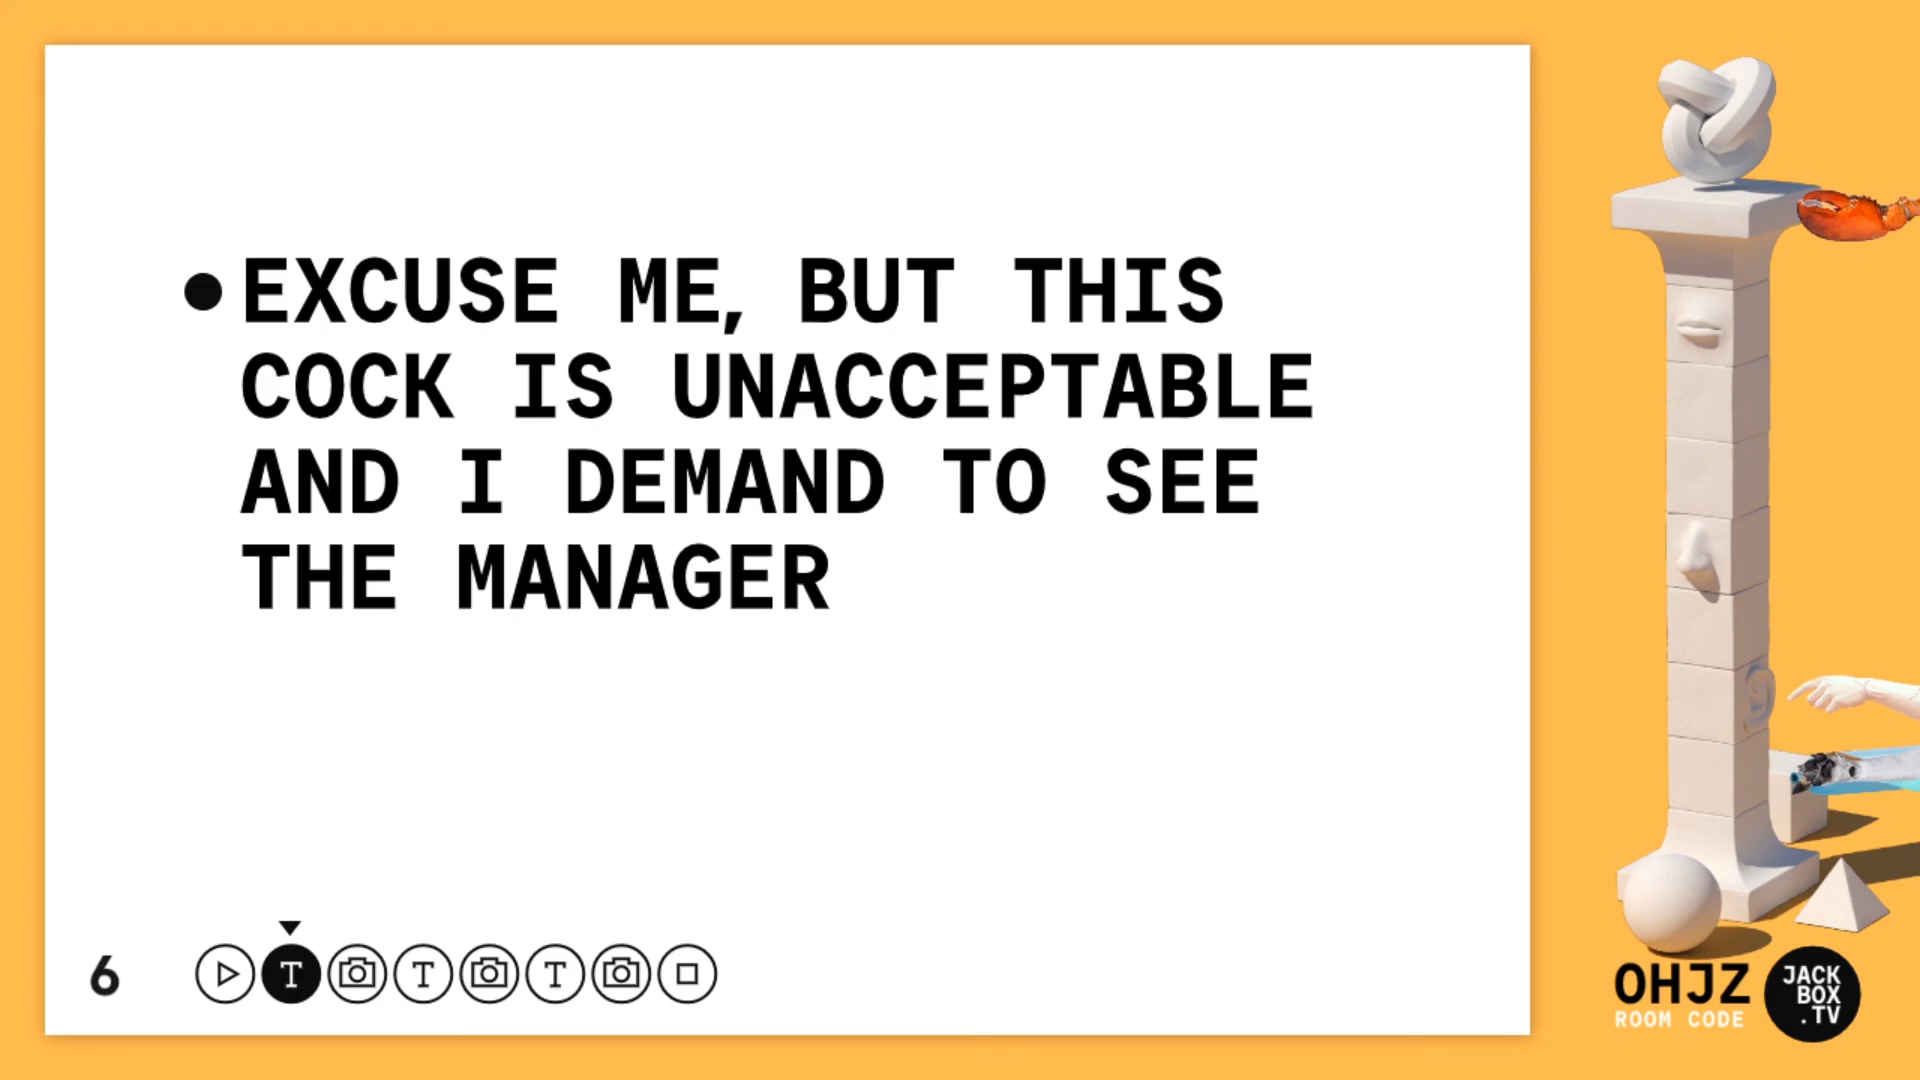 EXCUSE ME, BUT THIS
COCK IS UNACCEPTABLE
AND I DEMAND TO SEE
THE MANAGER
6
T
T
T
OHJZ
ROOM CODE
JACK
BOX
.TV